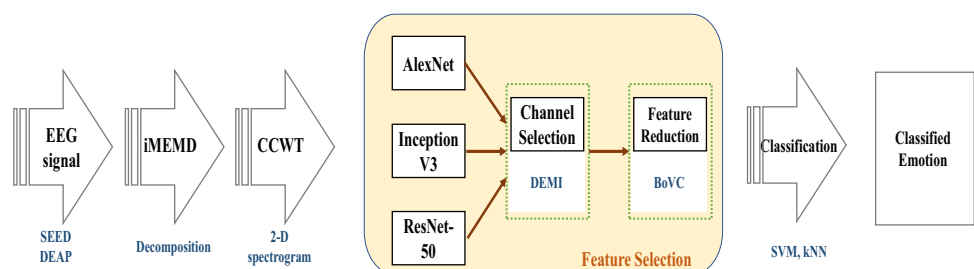 EEG
signal
SEED
DEAP
iMEMD
Decomposition
CCWT
2-D
spectrogram
AlexNet
Inception
V3
ResNet-
50
Channel
Selection
DEMI
Feature
Reduction
BoVC
Feature Selection
Classification
SVM, kNN
Classified
Emotion